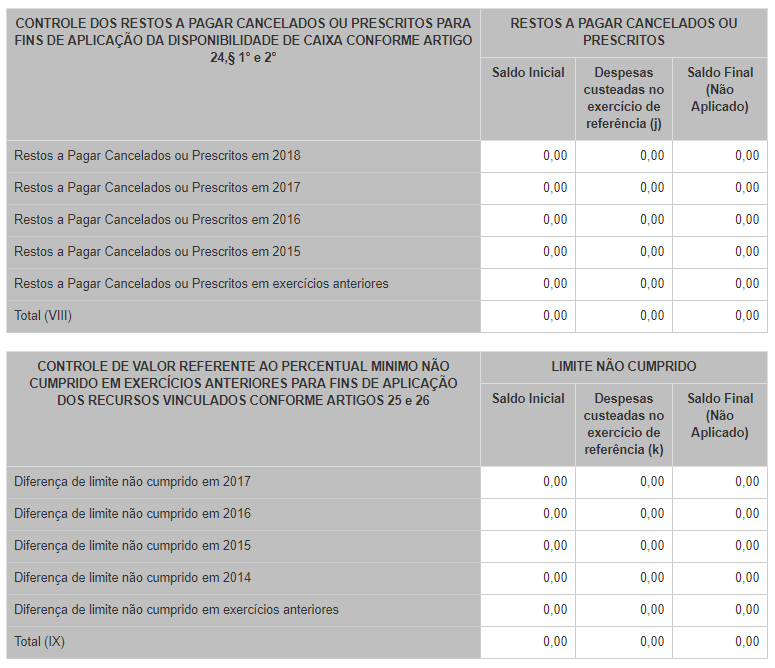 CONTROLE DOS RESTOS A PAGAR CANCELADOS OU PRESCRITOS PARA
FINS DE APLICAÇÃO DA DISPONIBILIDADE DE CAIXA CONFORME ARTIGO
24,§ 1° e 2°
RESTOS A PAGAR CANCELADOS OU
PRESCRITOS
Saldo Inicial
Despesas
custeadas no
exercício de
referência (j)
Saldo Final
(Não
Aplicado)
Restos a Pagar Cancelados ou Prescritos em 2018 0,00 0,00 0,00
Restos a Pagar Cancelados ou Prescritos em 2017 0,00 0,00 0,00
Restos a Pagar Cancelados ou Prescritos em 2016 0,00 0,00 0,00
Restos a Pagar Cancelados ou Prescritos em 2015 0,00 0,00 0,00
Restos a Pagar Cancelados ou Prescritos em exercícios anteriores 0,00 0,00 0,00
Total (VIII) 0,00 0,00 0,00
CONTROLE DE VALOR REFERENTE AO PERCENTUAL MINIMO NÃO
CUMPRIDO EM EXERCÍCIOS ANTERIORES PARA FINS DE APLICAÇÃO
DOS RECURSOS VINCULADOS CONFORME ARTIGOS 25 e 26
LIMITE NÃO CUMPRIDO
Saldo Inicial
Despesas
custeadas no
exercício de
referência (k)
Saldo Final
(Não
Aplicado)
Diferença de limite não cumprido em 2017 0,00 0,00 0,00
Diferença de limite não cumprido em 2016 0,00 0,00 0,00
Diferença de limite não cumprido em 2015 0,00 0,00 0,00
Diferença de limite não cumprido em 2014 0,00 0,00 0,00
Diferença de limite não cumprido em exercícios anteriores 0,00 0,00 0,00
Total (IX) 0,00 0,00 0,00